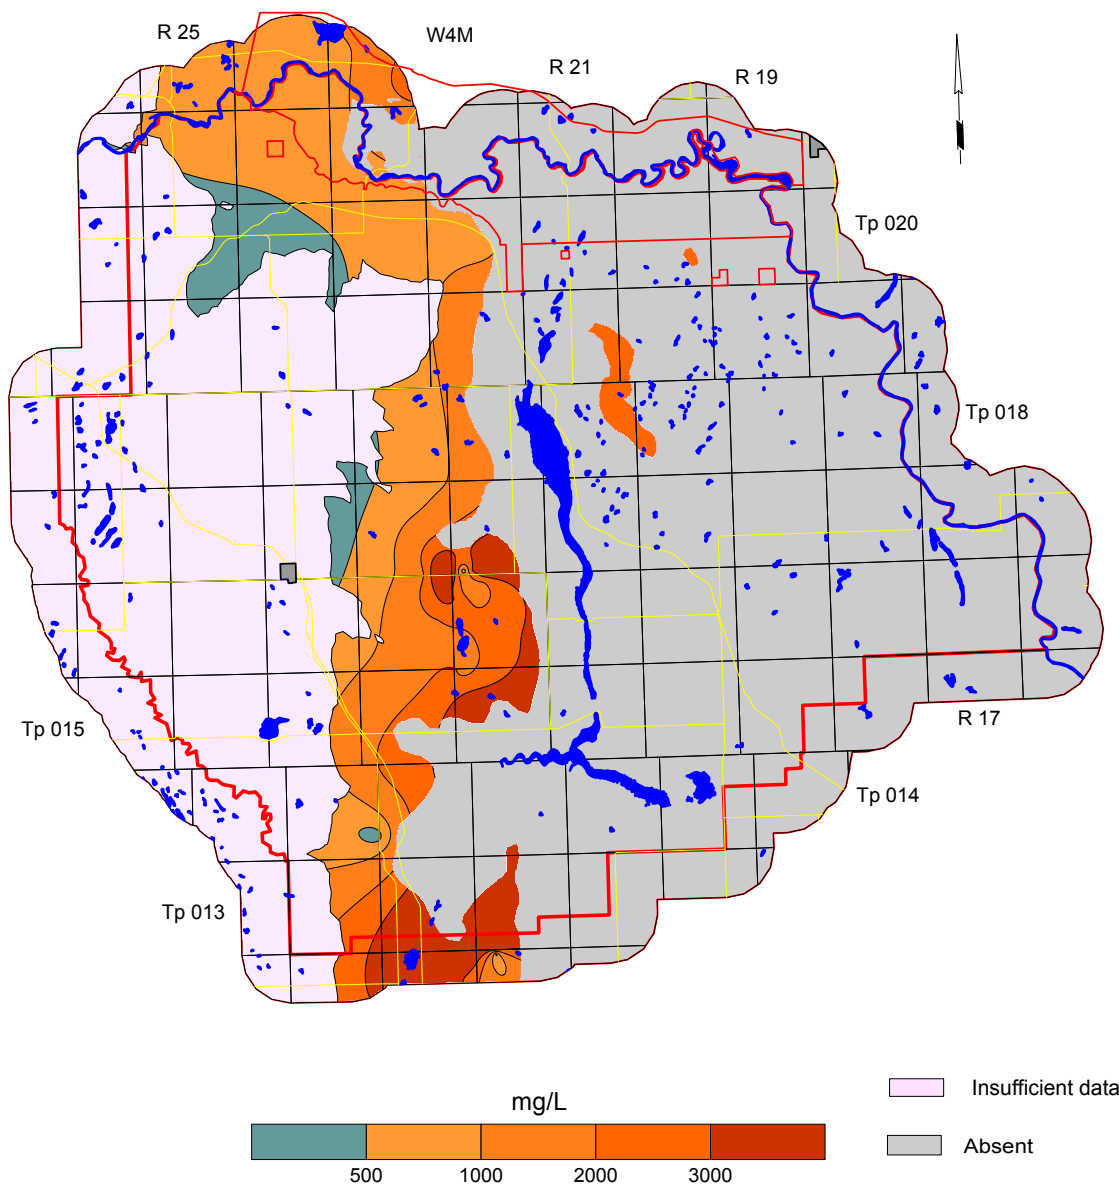 R 25
W4M
R 21
R 19
Tp 020
Tp 018
Tp 015
R 17
Tp 014
Tp 013
mg/L
500
1000
2000
3000
Insufficient data
Absent